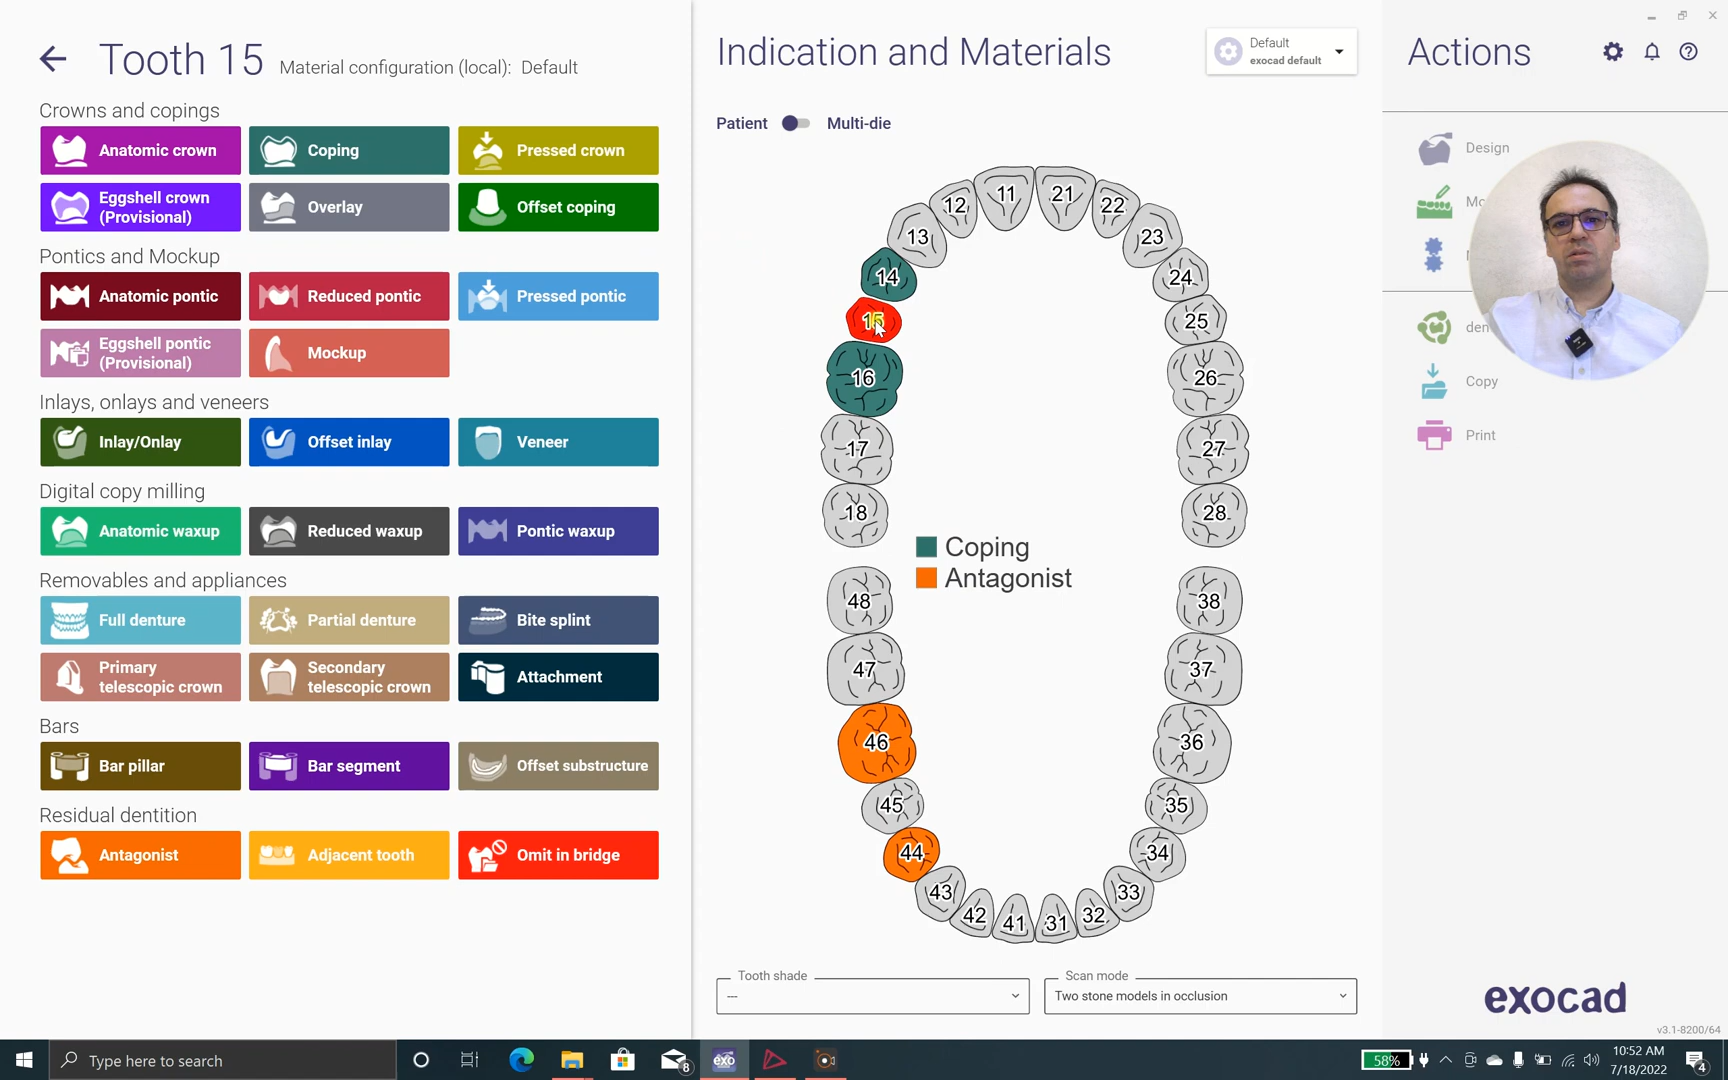 Tooth 15 Material configuration (local): Default
Crowns and copings
Anatomic crown
Coping
Pressed crown
Eggshell crown
(Provisional)
Overlay
Offset coping
Pontics and Mockup
Anatomic pontic
Reduced pontic
Pressed pontic
Eggshell pontic
(Provisional)
Mockup
Inlays, onlays and veneers
Inlay/Onlay
Offset inlay
Veneer
Digital copy milling
Anatomic waxup
Reduced waxup
Pontic waxup
Removables and appliances
Full denture
Partial denture
Bite splint
Primary
telescopic crown
Secondary
telescopic crown
Attachment
Bars
Bar pillar
Bar segment
Offset substructure
Residual dentition
Antagonist
Adjacent tooth
Omit in bridge
Indication and Materials
Default
exocad default
Patient
Multi-die
11
21
12
22
13
23
14
24
15
25
16
26
17
27
18
28
Coping
Antagonist
48
38
47
37
46
36
45
35
44
34
43
33
42
32
41
31
Tooth shade
---
Scan mode
Two stone models in occlusion
Actions
Design
Copy
Print
exocad
v3.1-8200/64
Type here to search
8
exo
58%
10:52 AM
7/18/2022
4